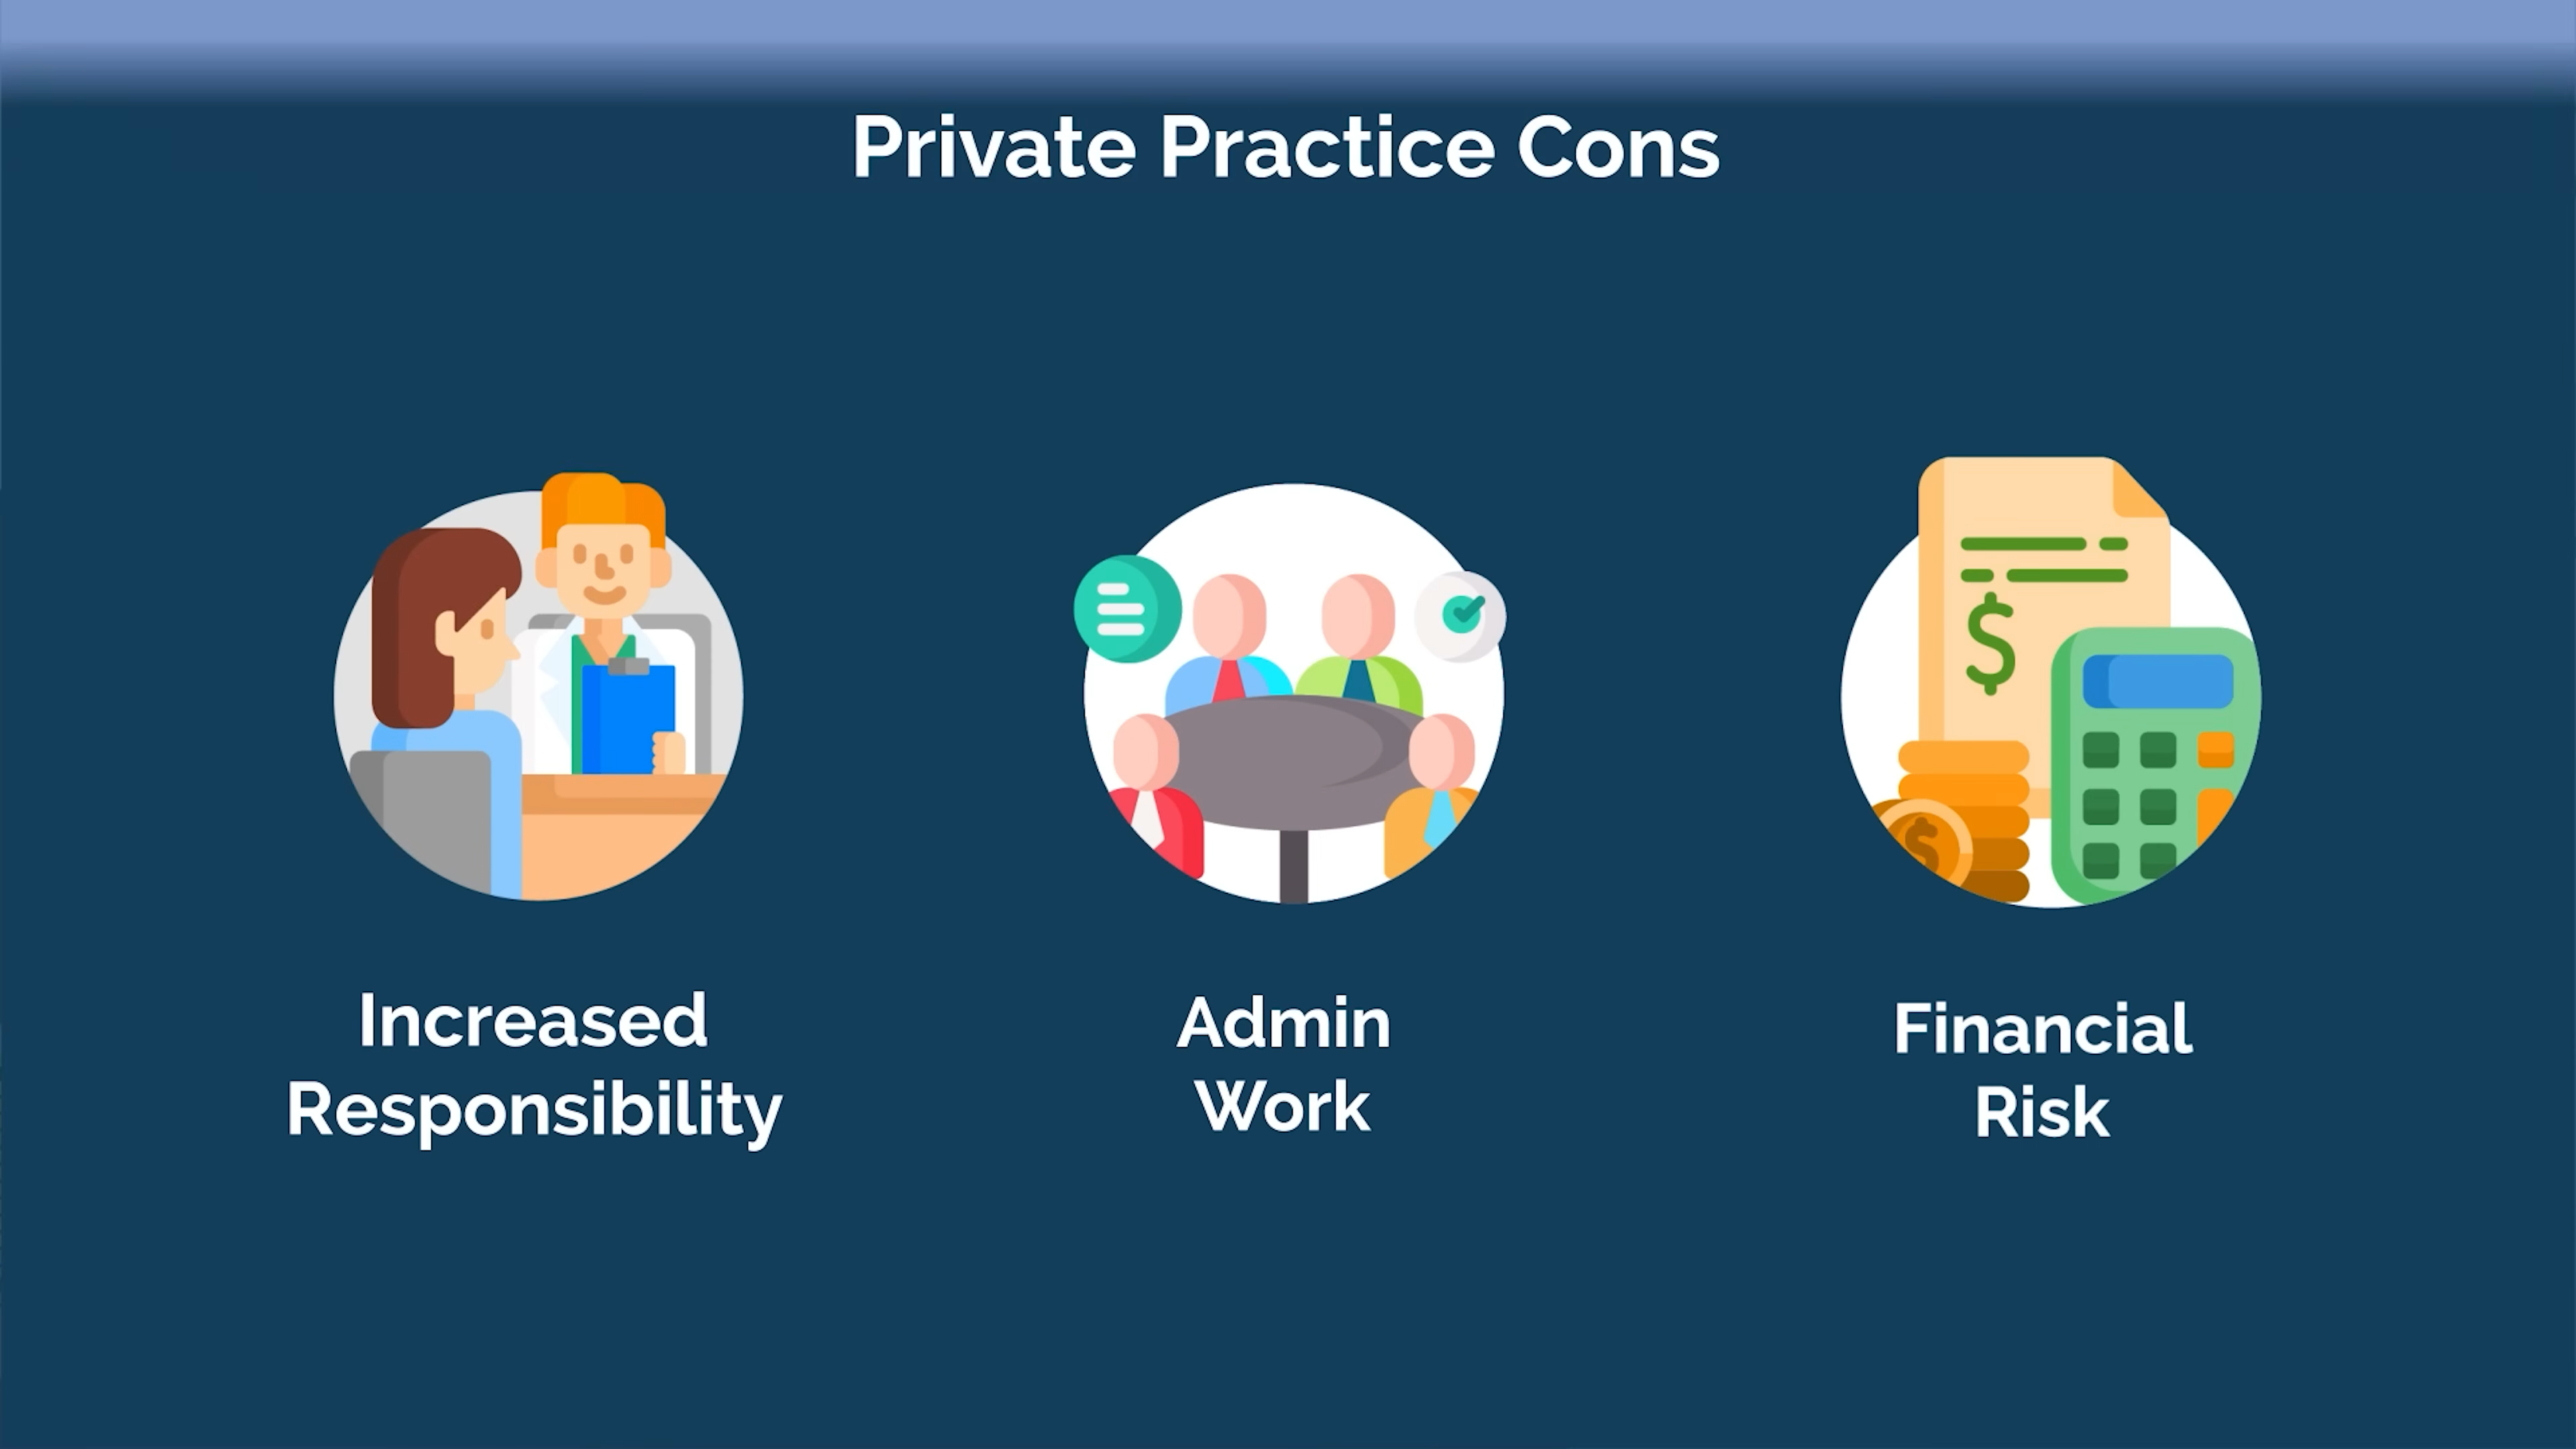 Private Practice Cons
Increased
Responsibility
Admin
Work
Financial
Risk
$
$